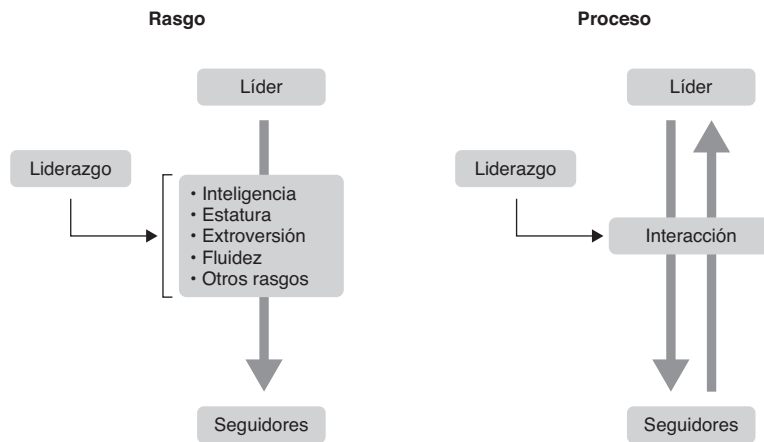 Rasgo
Líder
Liderazgo
• Inteligencia
• Estatura
• Extroversión
• Fluidez
• Otros rasgos
Seguidores
Proceso
Líder
Liderazgo
Interacción
Seguidores